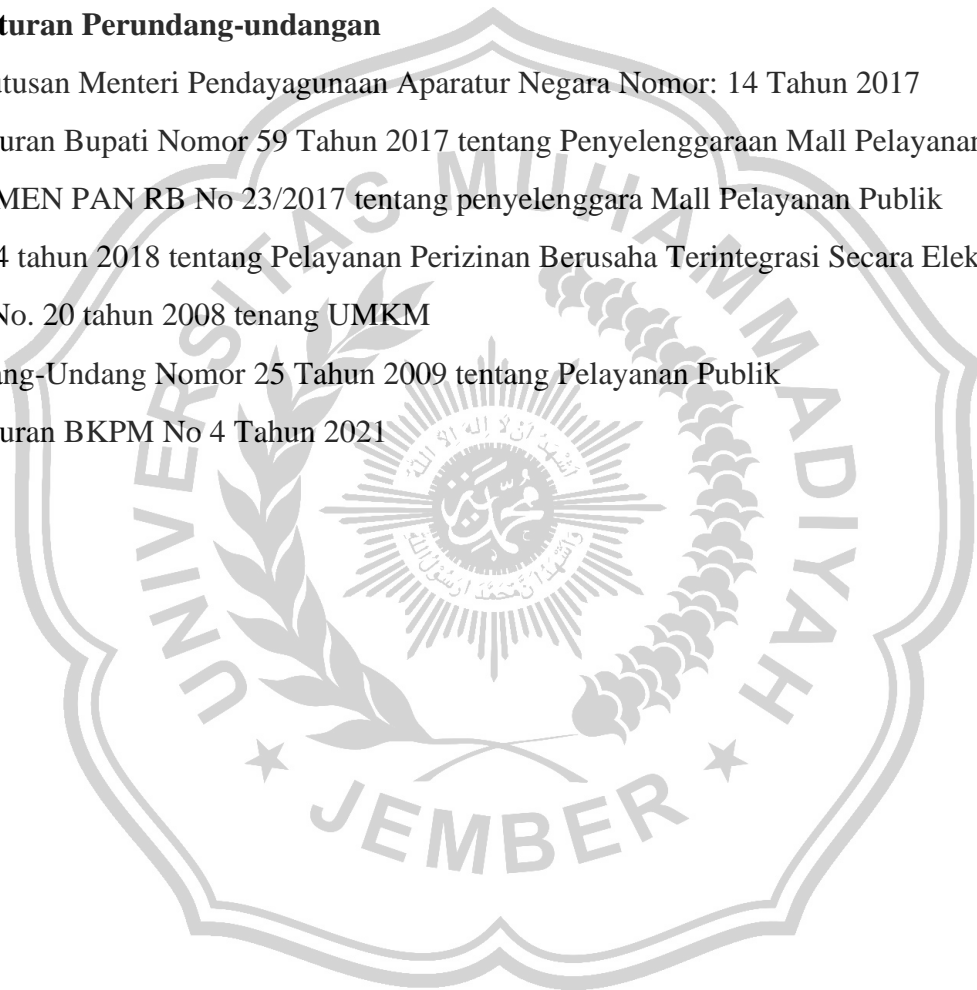 turan Perundang-undangan
utusan Menteri Pendayagunaan Aparatur Negara Nomor: 14 Tahun 2017
uran Bupati Nomor 59 Tahun 2017 tentang Penyelenggaraan Mall Pelayanan
MEN PAN RB No 23/2017 tentang penyelenggara Mall Pelayanan Publik
4 tahun 2018 tentang Pelayanan Perizinan Berusaha Terintegrasi Secara Elek
No. 20 tahun 2008 tenang UMKM
ang-Undang Nomor 25 Tahun 2009 tentang Pelayanan Publik
uran BKPM No 4 Tahun 2021
UNIVERSITAS MUHAMMADIYAH
JEMBER